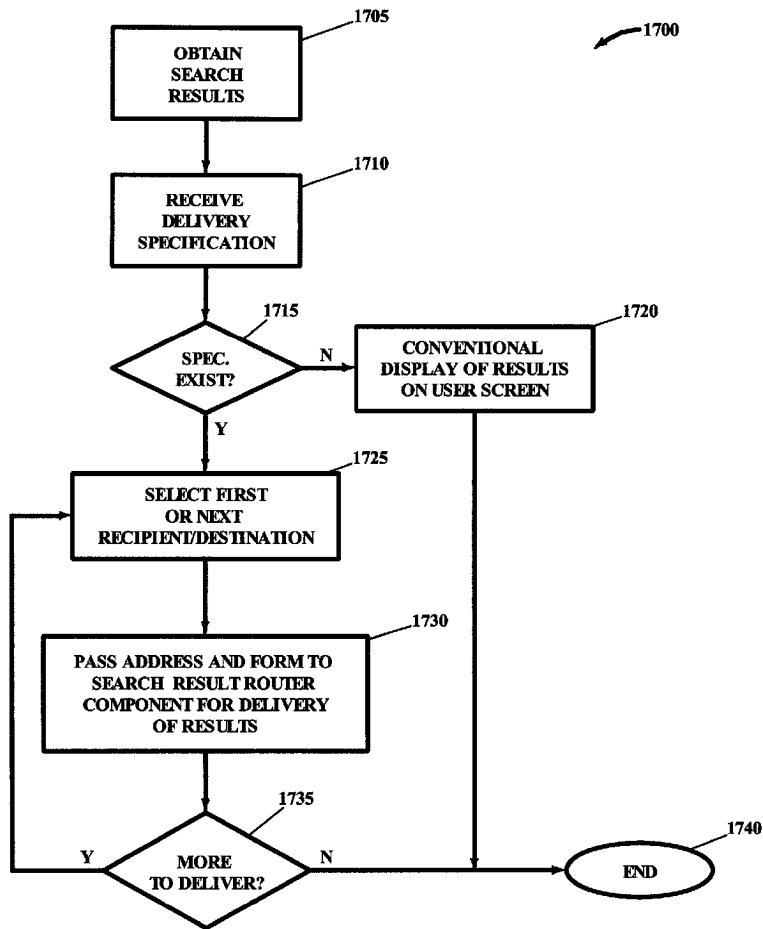 1705
1700
OBTAIN
SEARCH
RESULTS
1710
RECEIVE
DELIVERY
SPECIFICATION
1715
SPEC.
EXIST?
N
Y
1720
CONVENTIONAL
DISPLAY OF RESULTS
ON USER SCREEN
1725
SELECT FIRST
OR NEXT
RECIPIENT/DESTINATION
1730
PASS ADDRESS AND FORM TO
SEARCH RESULT ROUTER
COMPONENT FOR DELIVERY
OF RESULTS
1735
Y
MORE
TO DELIVER?
N
1740
END